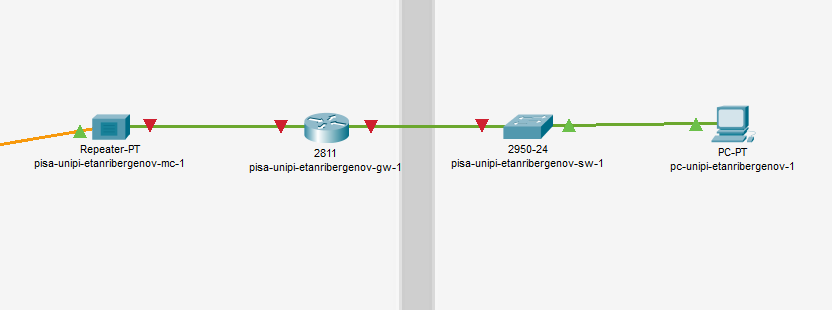 Repeater-PT
pisa-unipi-etanribergenov-mc-1
2811
pisa-unipi-etanribergenov-gw-1
2950-24
pisa-unipi-etanribergenov-sw-1
PC-PT
pc-unipi-etanribergenov-1